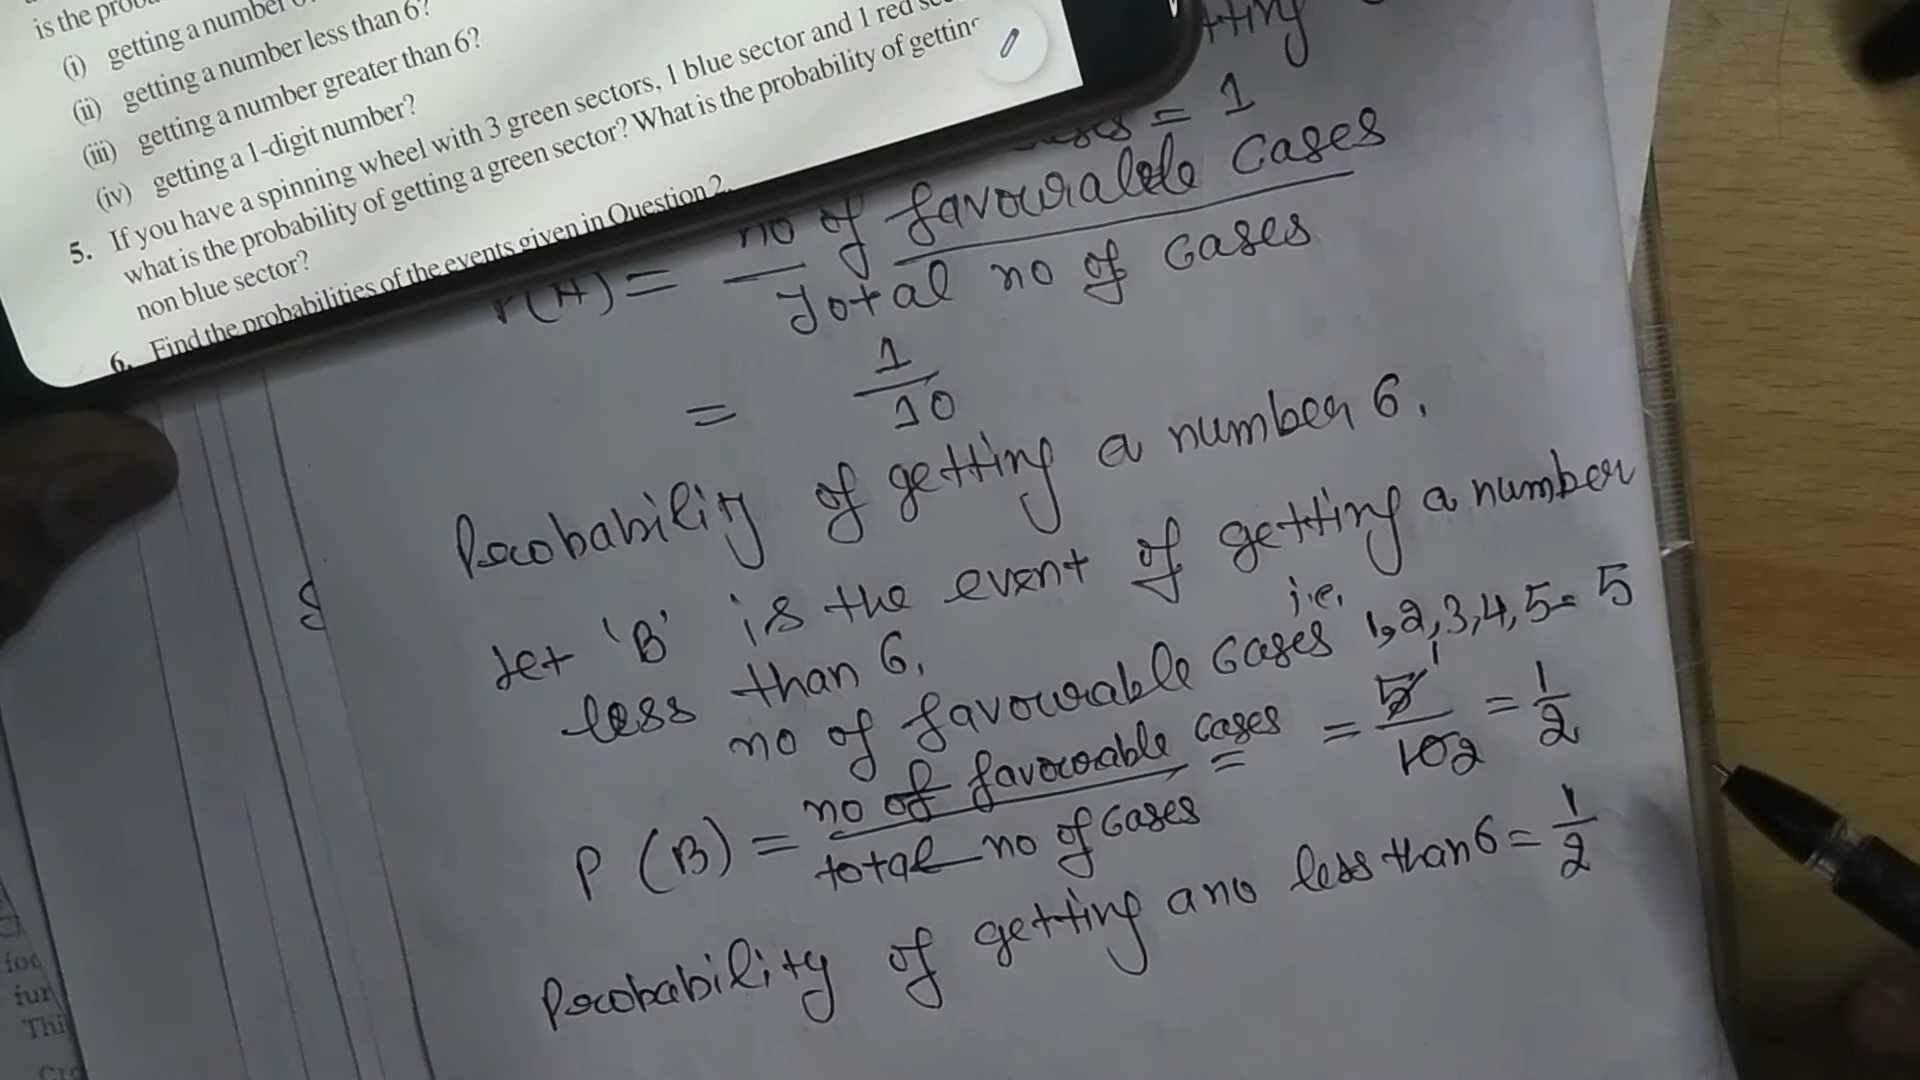 is the
(i) getting a number
(ii) getting a number less than 6?
(iii) getting a number greater than 6?
(iv) getting a 1-digit number?
5. If you have a spinning wheel with 3 green sectors, 1 blue sector and 1 red
what is the probability of getting a green sector? What is the probability of getting
non blue sector?
6. Find the probabilities of the events given in Question 2.
= 1
P(A) = no of favourable cases / Total no of cases
= 1/10
Probability of getting a number 6.
Let 'B' is the event of getting a number
less than 6.
no of favourable cases i.e. 1,2,3,4,5 = 5
P (B) = no of favourable cases / total no of cases = 5/10 = 1/2
Probability of getting a no less than 6 = 1/2
fur
Thi